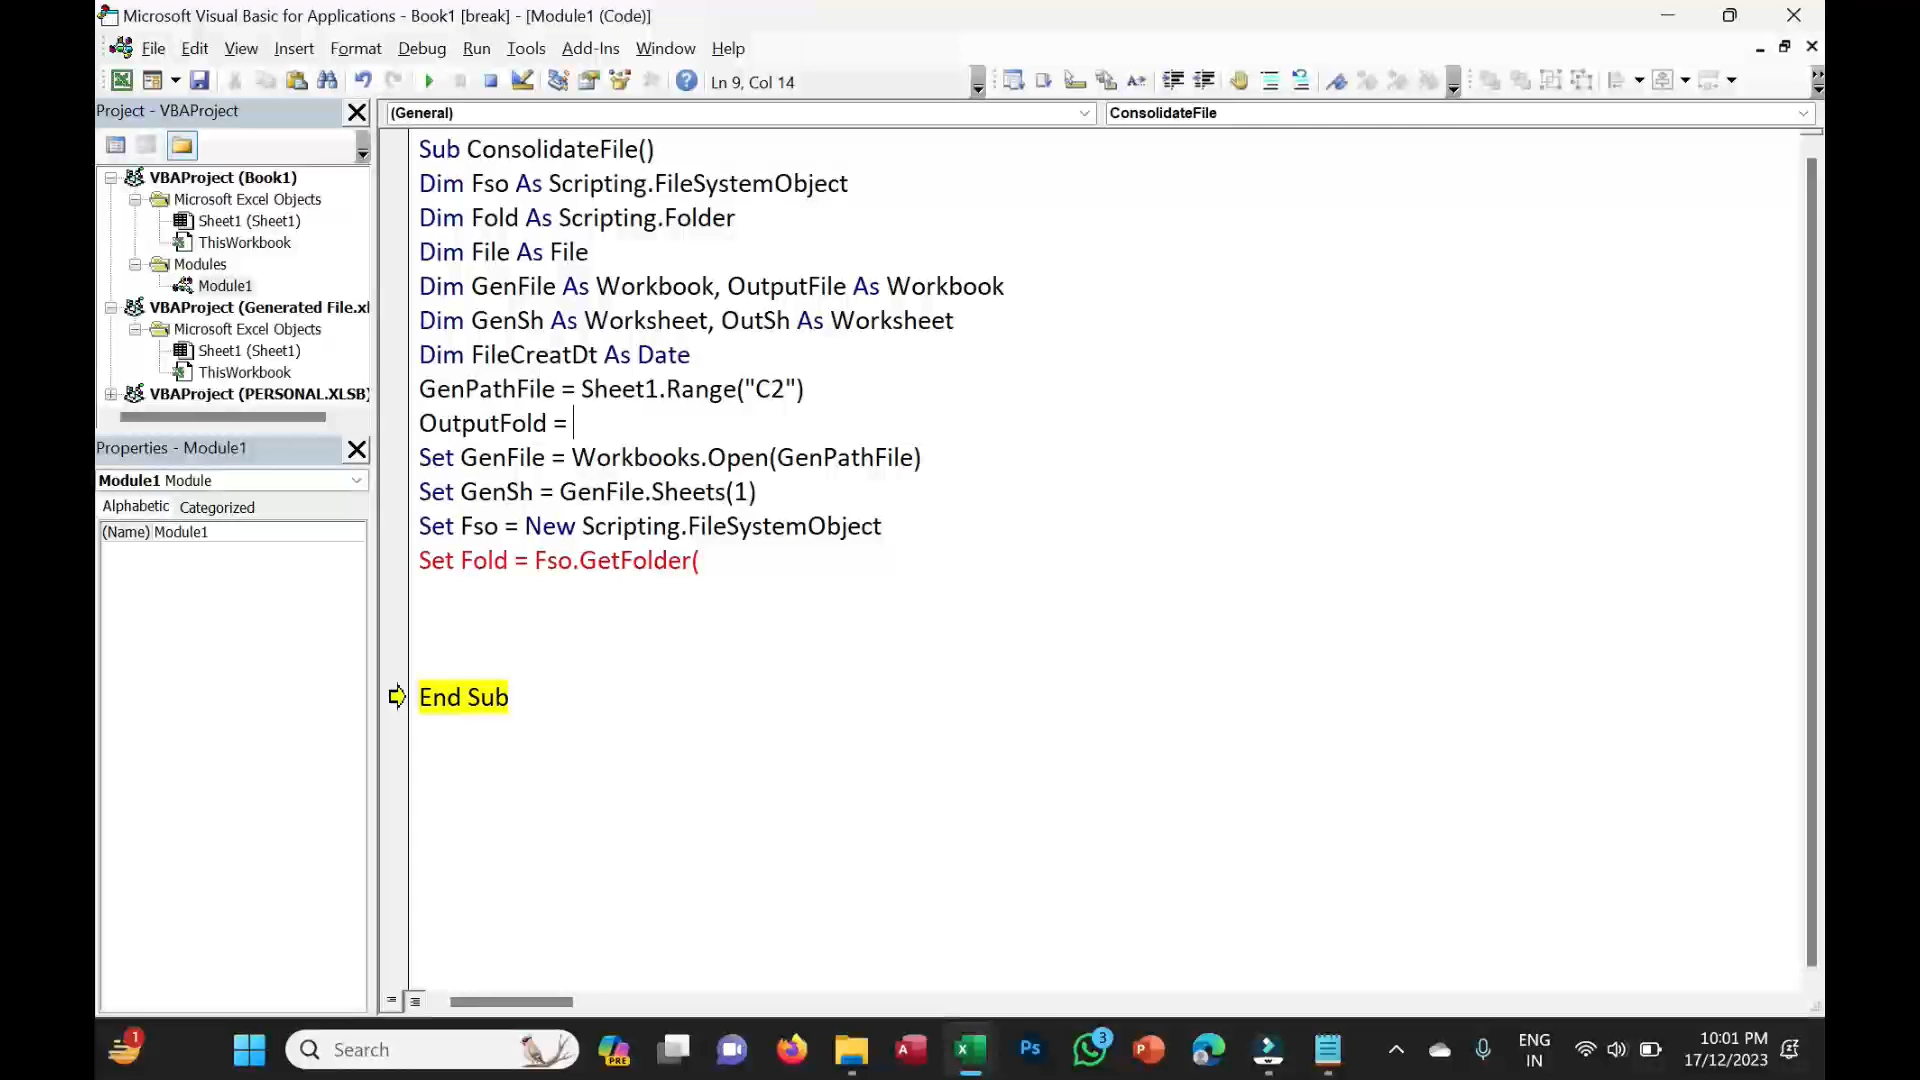 Microsoft Visual Basic for Applications - Book1 [break] - [Module1 (Code)]
File Edit View Insert Format Debug Run Tools Add-Ins Window Help
Ln 9, Col 14
Project - VBAProject
(General)
ConsolidateFile
VBAProject (Book1)
Microsoft Excel Objects
Sheet1 (Sheet1)
ThisWorkbook
Modules
Module1
VBAProject (Generated File.xl
Microsoft Excel Objects
Sheet1 (Sheet1)
ThisWorkbook
VBAProject (PERSONAL.XLSB)
Properties - Module1
Module1 Module
Alphabetic Categorized
(Name) Module1
Sub ConsolidateFile()
Dim Fso As Scripting.FileSystemObject
Dim Fold As Scripting.Folder
Dim File As File
Dim GenFile As Workbook, OutputFile As Workbook
Dim GenSh As Worksheet, OutSh As Worksheet
Dim FileCreatDt As Date
GenPathFile = Sheet1.Range("C2")
OutputFold =
Set GenFile = Workbooks.Open(GenPathFile)
Set GenSh = GenFile.Sheets(1)
Set Fso = New Scripting.FileSystemObject
Set Fold = Fso.GetFolder(
End Sub
1
Search
PRE
A
X
Ps
3
P
ENG
IN
10:01 PM
17/12/2023